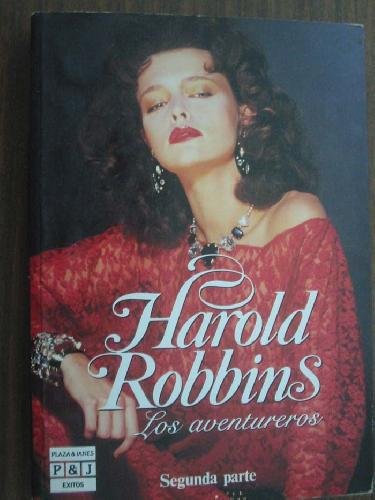 Harold
Robbins
Los aventureros
PLAZA & JANES
P & J
EXITOS
Segunda parte